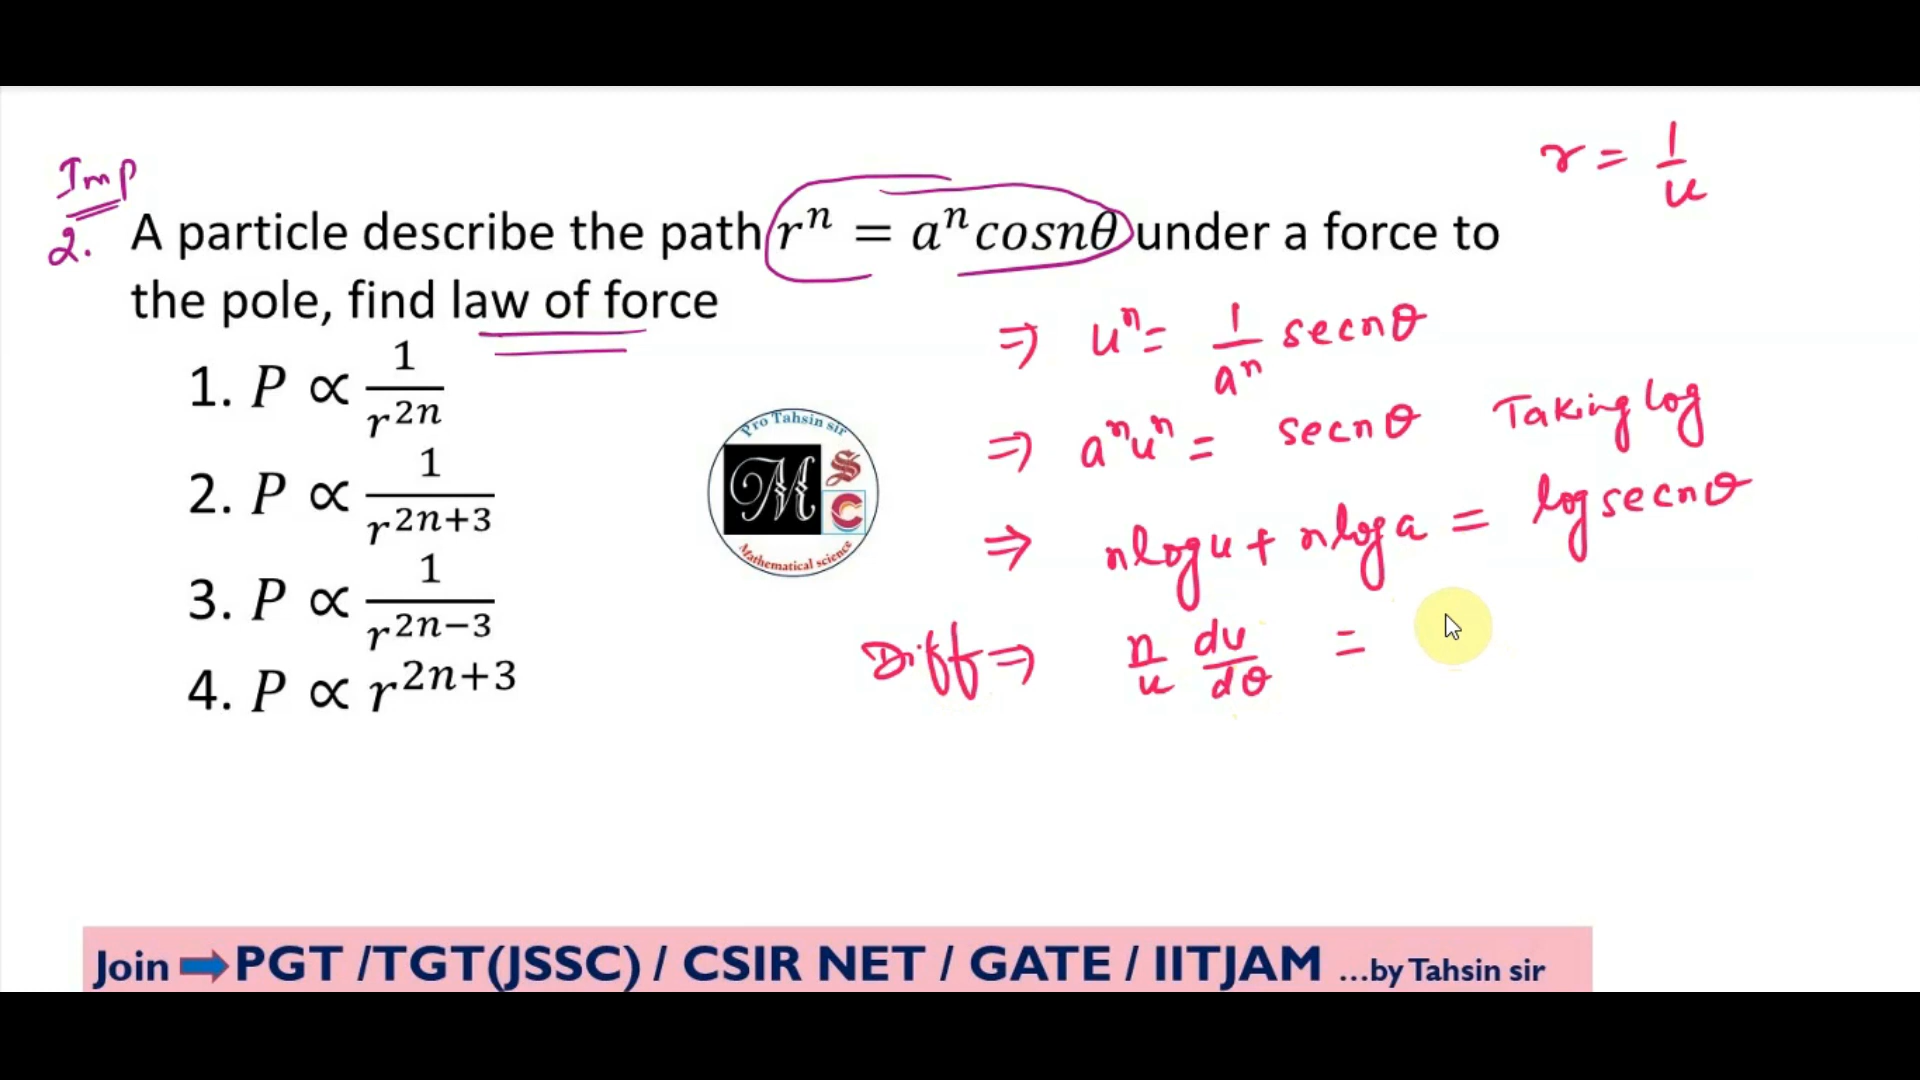 Imp
r = 1/u
2. A particle describe the path rⁿ = aⁿcosnθ under a force to
the pole, find law of force
1. P ∝ 1/r²ⁿ
2. P ∝ 1/r²ⁿ⁺³
3. P ∝ 1/r²ⁿ⁻³
4. P ∝ r²ⁿ⁺³
Pro Tahsin sir
M S C
Mathematical science
⇒ uⁿ = 1/aⁿ secnθ
⇒ aⁿuⁿ = secnθ Taking log
⇒ nlogu + nloga = log secnθ
Diff ⇒ n/u du/dθ =
Join ➡ PGT /TGT(JSSC) / CSIR NET / GATE / IITJAM ...by Tahsin sir